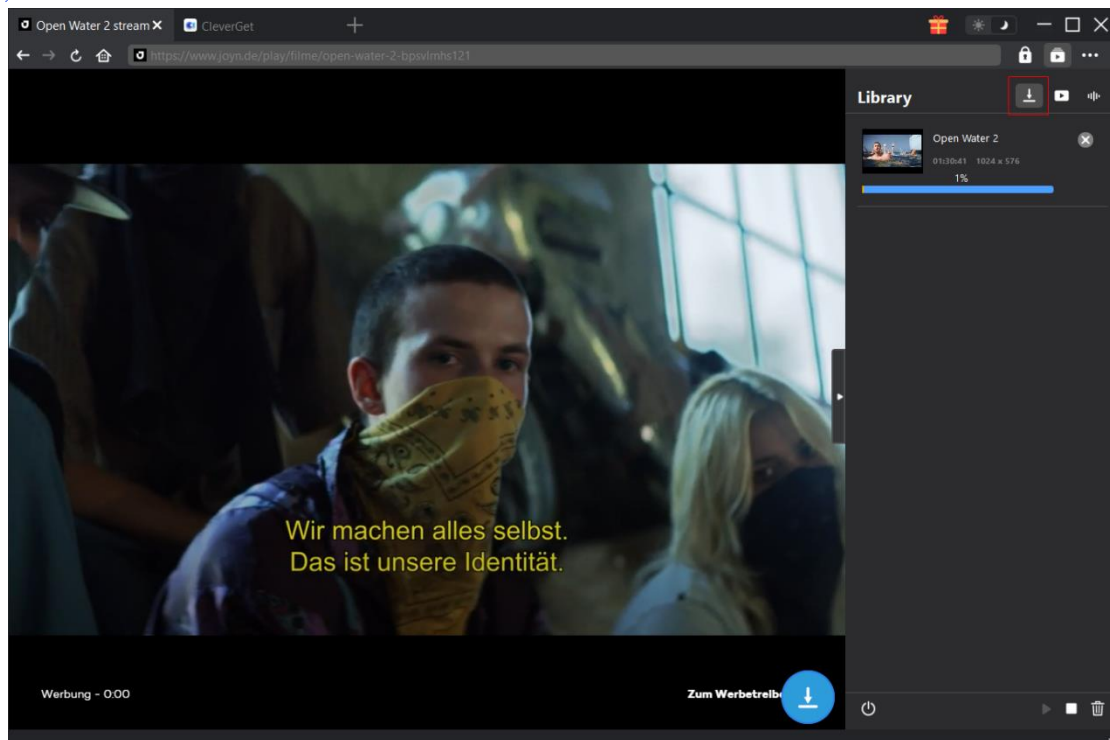 Open Water 2 stream
CleverGet
https://www.joyn.de/play/filme/open-water-2-bpsvlmhs121
Library
Open Water 2
01:30:41 1024 x 576
1%
Wir machen alles selbst.
Das ist unsere Identität.
Werbung - 0:00
Zum Werbetreibe